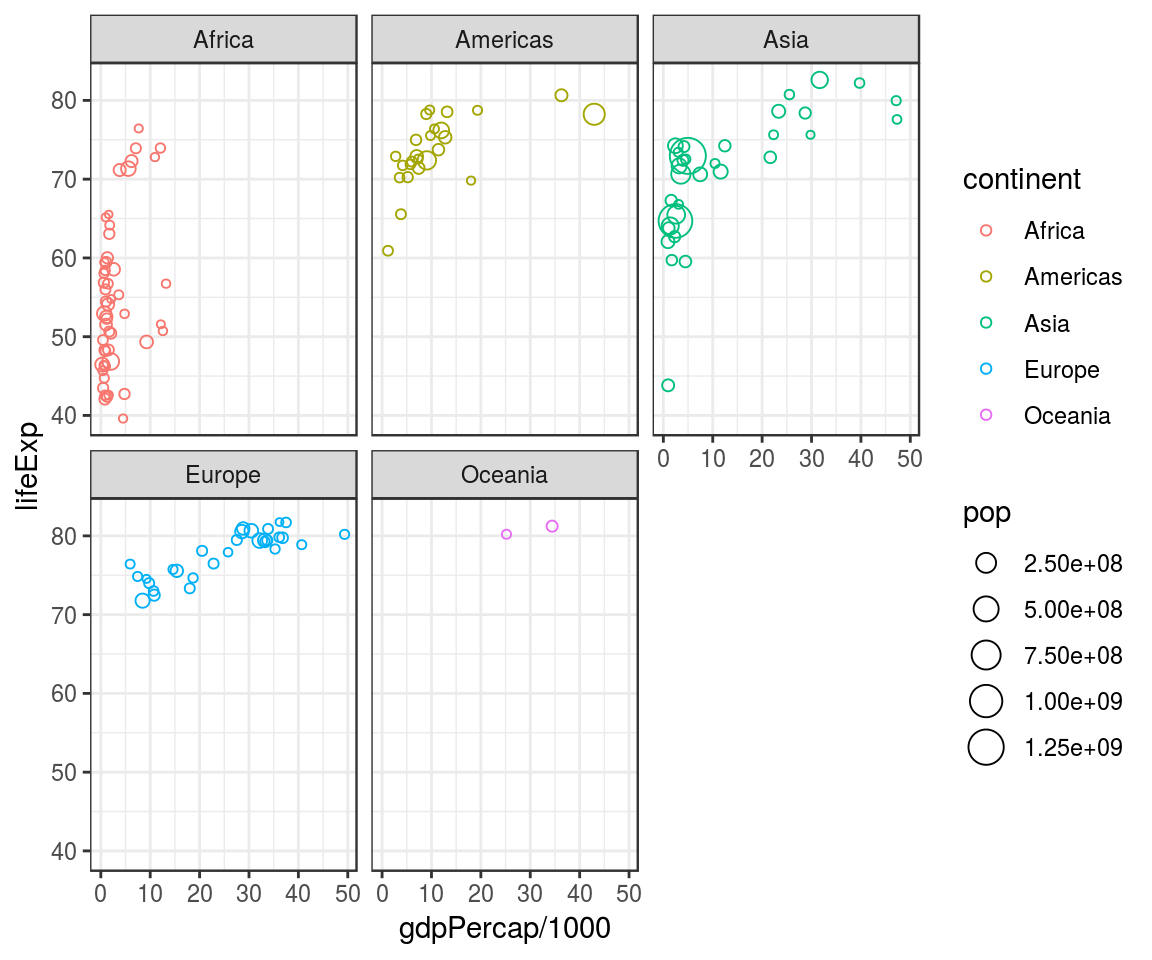 Africa
Americas
Asia
80
70
60
50
40
0 10 20 30 40 50
Europe
Oceania
80
70
60
50
40
0 10 20 30 40 50
0 10 20 30 40 50
gdpPercap/1000
lifeExp
continent
Africa
Americas
Asia
Europe
Oceania
pop
2.50e+08
5.00e+08
7.50e+08
1.00e+09
1.25e+09